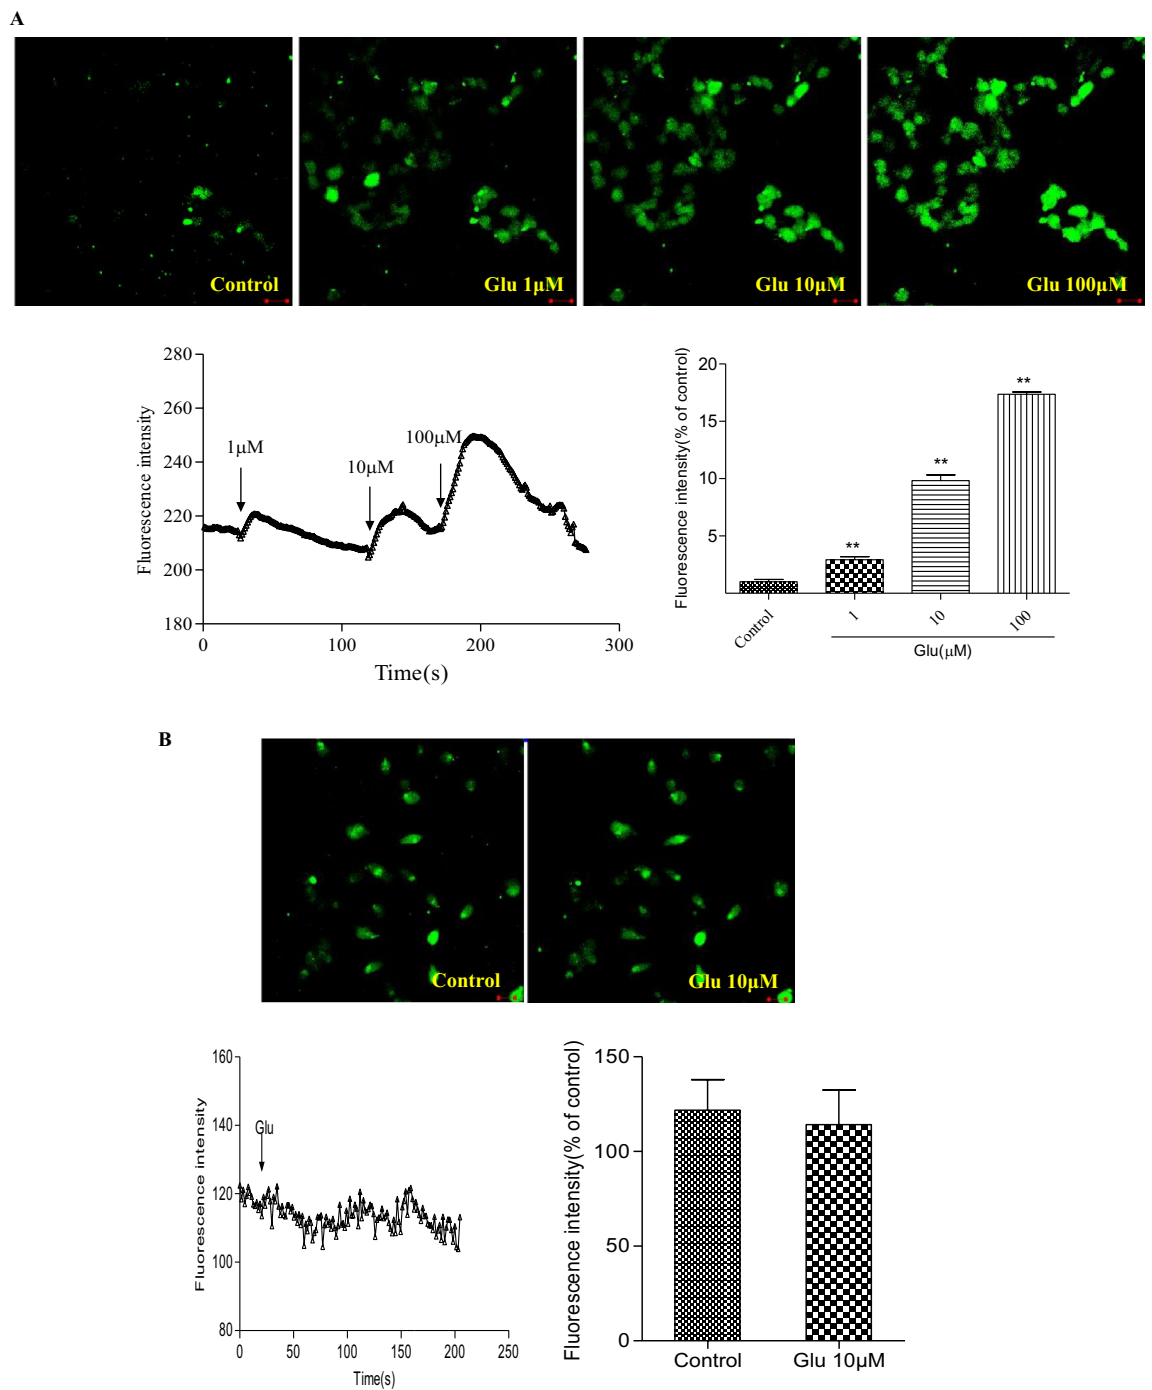 A
Control
Glu 1μM
Glu 10μM
Glu 100μM
280
260
240
220
200
180
0
100
200
300
Fluorescence intensity
Time(s)
1μM
10μM
100μM
20
15
10
5
Fluorescence intensity(% of control)
**
**
**
Control
1
10
100
Glu(μM)
B
Control
Glu 10μM
160
140
120
100
80
0
50
100
150
200
250
Fluorescence intensity
Time(s)
Glu
150
100
50
0
Fluorescence intensity(% of control)
Control
Glu 10μM